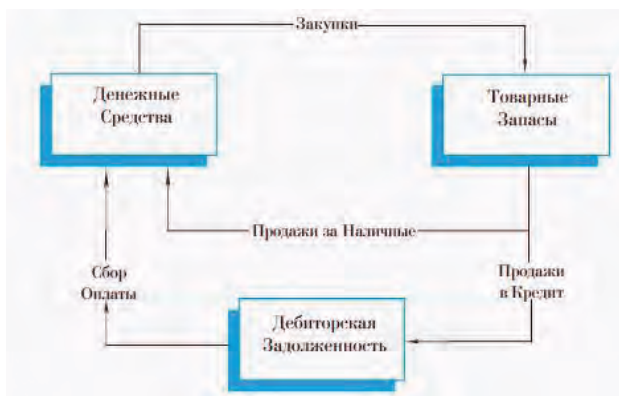 Закупки
Денежные
Средства
Товарные
Запасы
Продажи за Наличные
Сбор
Оплаты
Продажи
в Кредит
Дебиторская
Задолженность